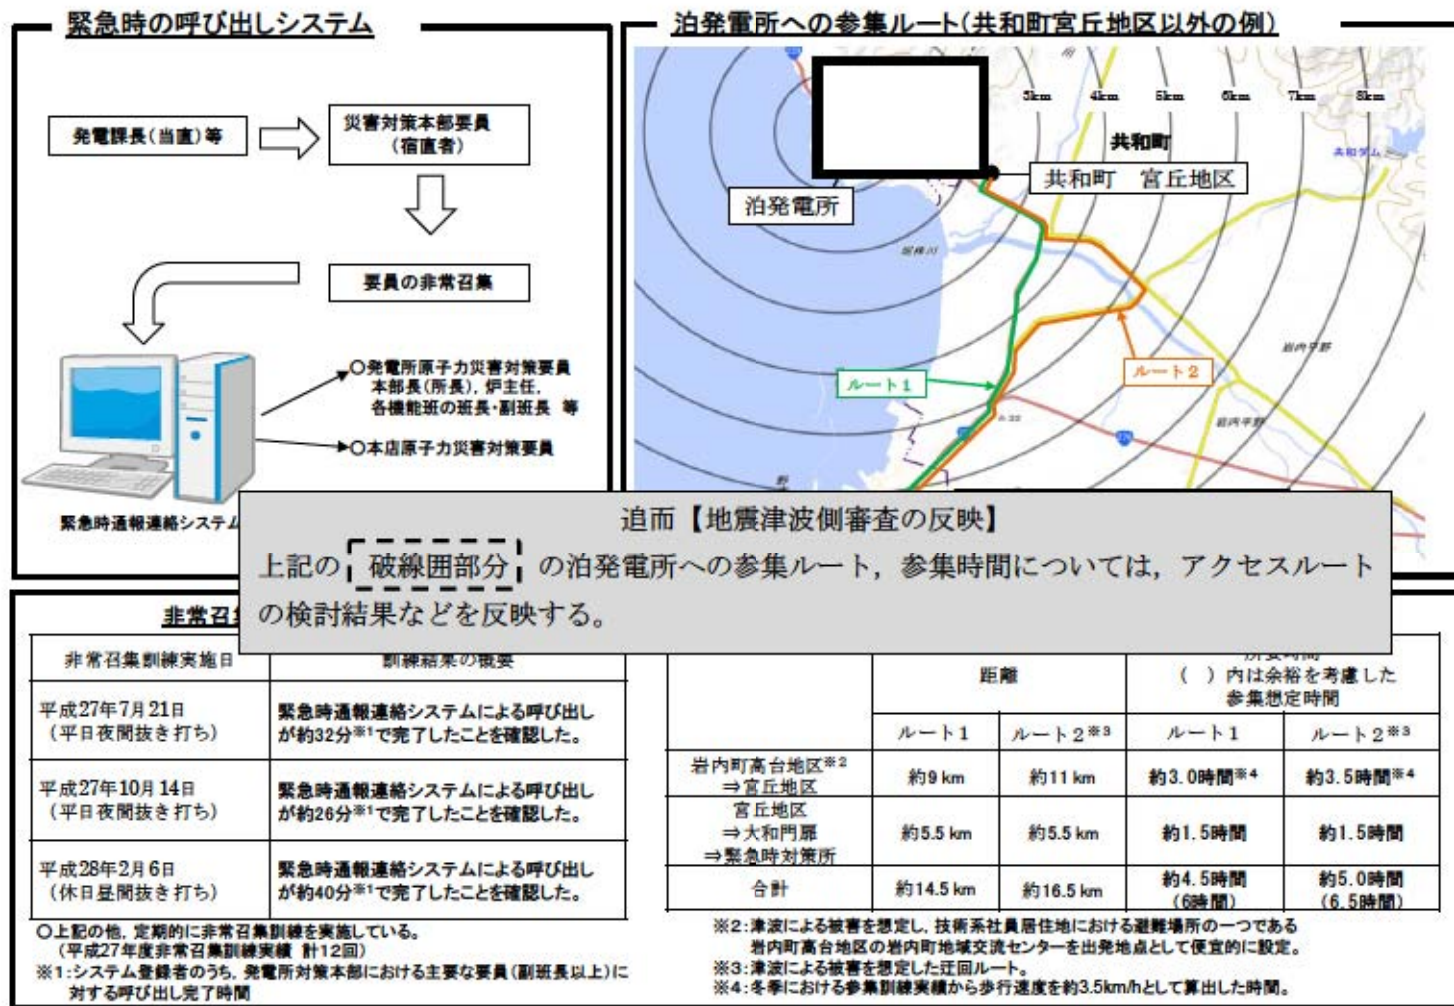 緊急時の呼び出しシステム
発電課長(当直)等
災害対策本部要員
(宿直者)
要員の非常召集
○発電所原子力災害対策要員
本部長(所長),炉主任,
各機能班の班長・副班長 等
○本店原子力災害対策要員
緊急時通報連絡システム
泊発電所への参集ルート(共和町宮丘地区以外の例)
3km 4km 5km 6km 7km 8km
共和町
共和ダム
共和町 宮丘地区
泊発電所
堀株川
岩内平野
ルート1
ルート2
岩内平野
276
追而【地震津波側審査の反映】
上記の 破線囲部分 の泊発電所への参集ルート,参集時間については,アクセスルート
の検討結果などを反映する。
非常召集
非常召集訓練実施日 訓練結果の概要
平成27年7月21日
(平日夜間抜き打ち)
緊急時通報連絡システムによる呼び出し
が約32分※1で完了したことを確認した。
平成27年10月14日
(平日夜間抜き打ち)
緊急時通報連絡システムによる呼び出し
が約26分※1で完了したことを確認した。
平成28年2月6日
(休日昼間抜き打ち)
緊急時通報連絡システムによる呼び出し
が約40分※1で完了したことを確認した。
○上記の他,定期的に非常召集訓練を実施している。
(平成27年度非常召集訓練実績 計12回)
※1:システム登録者のうち,発電所対策本部における主要な要員(副班長以上)に
対する呼び出し完了時間
距離
所要時間
( )内は余裕を考慮した
参集想定時間
ルート1 ルート2※3 ルート1 ルート2※3
岩内町高台地区※2
⇒宮丘地区
約9 km 約11 km 約3.0時間※4 約3.5時間※4
宮丘地区
⇒大和門扉
⇒緊急時対策所
約5.5 km 約5.5 km 約1.5時間 約1.5時間
合計 約14.5 km 約16.5 km
約4.5時間
(6時間)
約5.0時間
(6.5時間)
※2:津波による被害を想定し,技術系社員居住地における避難場所の一つである
岩内町高台地区の岩内町地域交流センターを出発地点として便宜的に設定。
※3:津波による被害を想定した迂回ルート。
※4:冬季における参集訓練実績から歩行速度を約3.5km/hとして算出した時間。